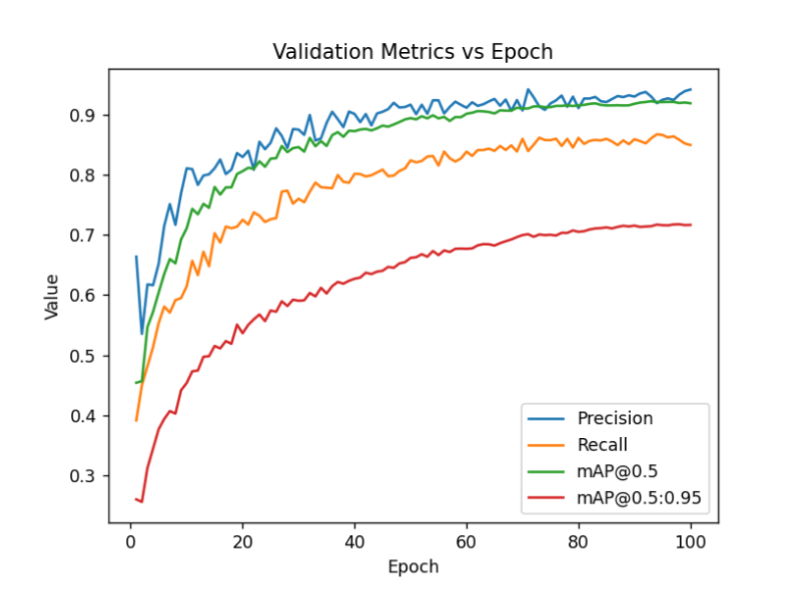 Validation Metrics vs Epoch
Value
0.9
0.8
0.7
0.6
0.5
0.4
0.3
Precision
Recall
mAP@0.5
mAP@0.5:0.95
0 20 40 60 80 100
Epoch